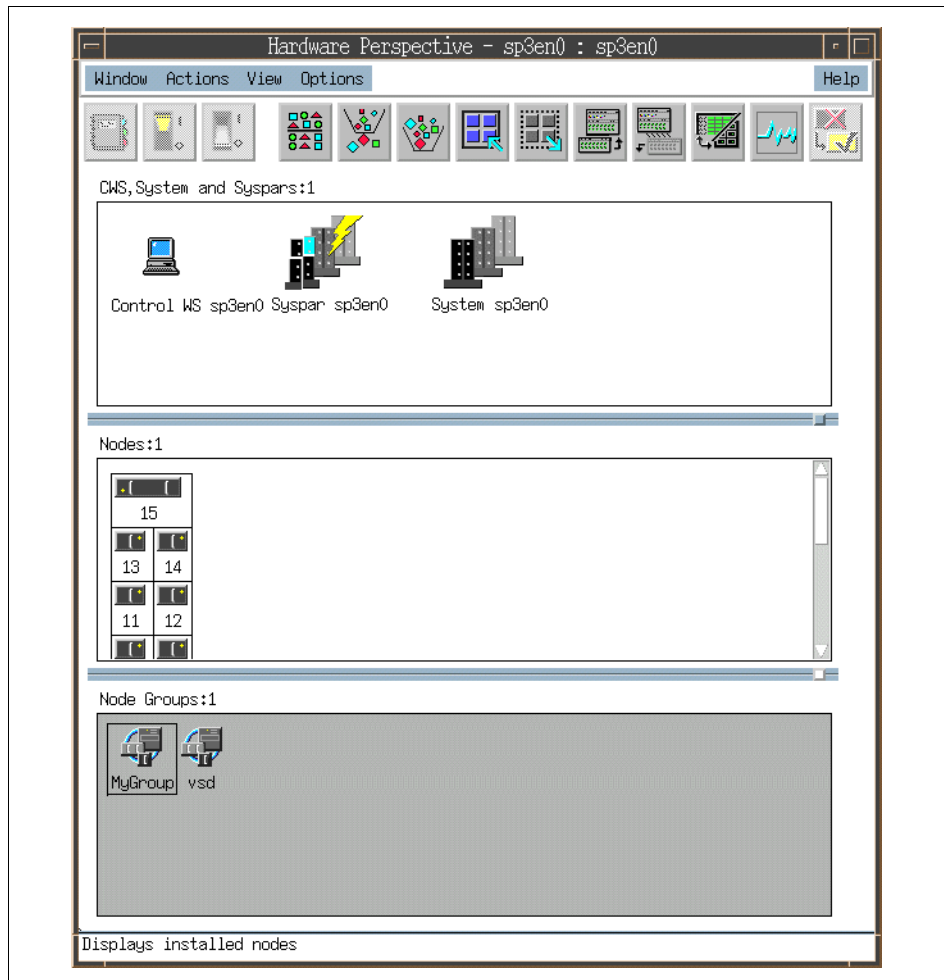 Hardware Perspective - sp3en0 : sp3en0
Window Actions View Options Help
CWS,System and Syspars:1
Control WS sp3en0 Syspar sp3en0 System sp3en0
Nodes:1
15
13 14
11 12
Node Groups:1
MyGroup vsd
Displays installed nodes